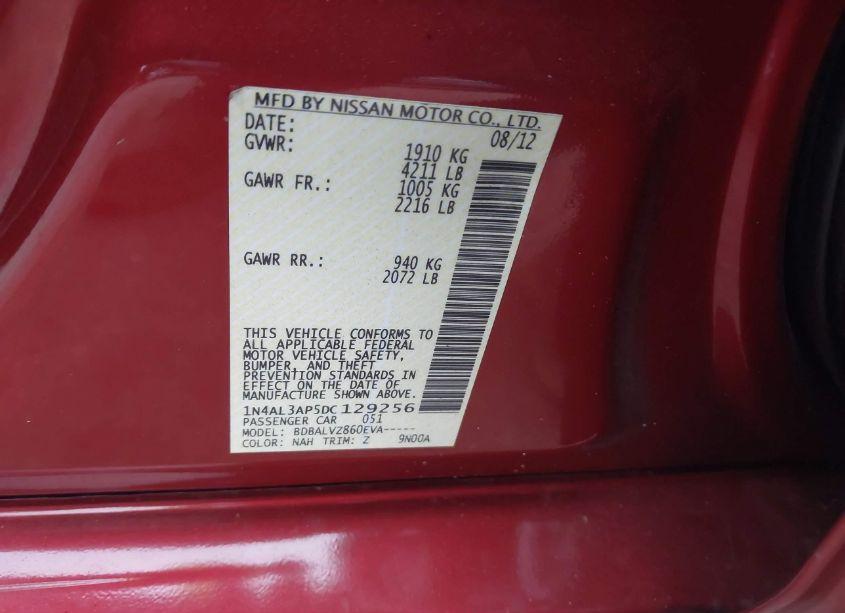 MFD BY NISSAN MOTOR CO., LTD.
DATE: 08/12
GVWR: 1910 KG
4211 LB
GAWR FR.: 1005 KG
2216 LB
GAWR RR.: 940 KG
2072 LB
THIS VEHICLE CONFORMS TO
ALL APPLICABLE FEDERAL
MOTOR VEHICLE SAFETY,
BUMPER, AND THEFT
PREVENTION STANDARDS IN
EFFECT ON THE DATE OF
MANUFACTURE SHOWN ABOVE.
1N4AL3AP5DC129256
PASSENGER CAR 051
MODEL: BDBALVZ860EVA-----
COLOR: NAH TRIM: Z 9N00A